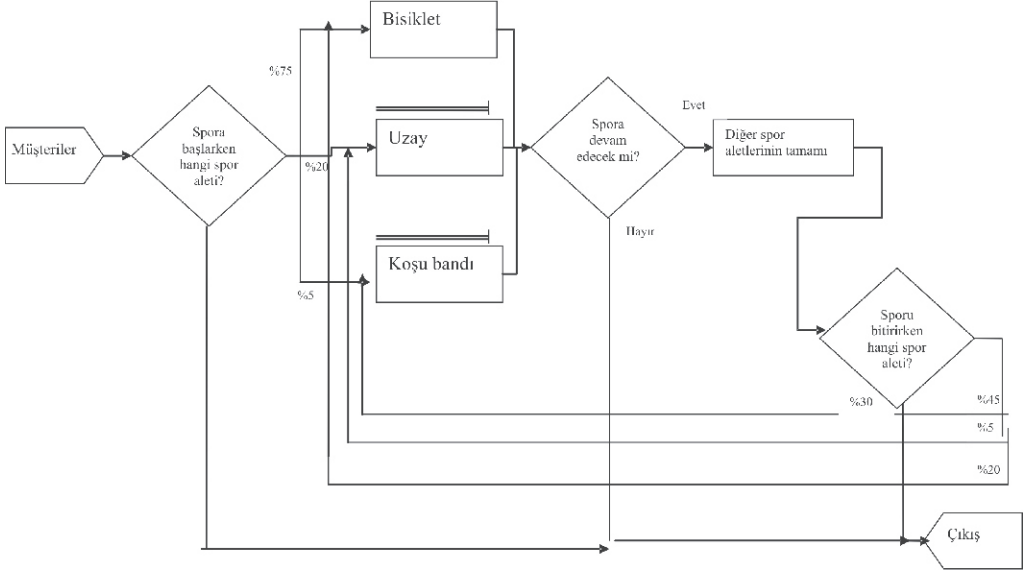 Bisiklet
%75
Müşteriler
Spora
başlarken
hangi spor
aleti?
%20
Uzay
Spora
devam
edecek mi?
Evet
Diğer spor
aletlerinin tamamı
Hayır
Koşu bandı
%5
Sporu
bitirirken
hangi spor
aleti?
%30
%45
%5
%20
Çıkış